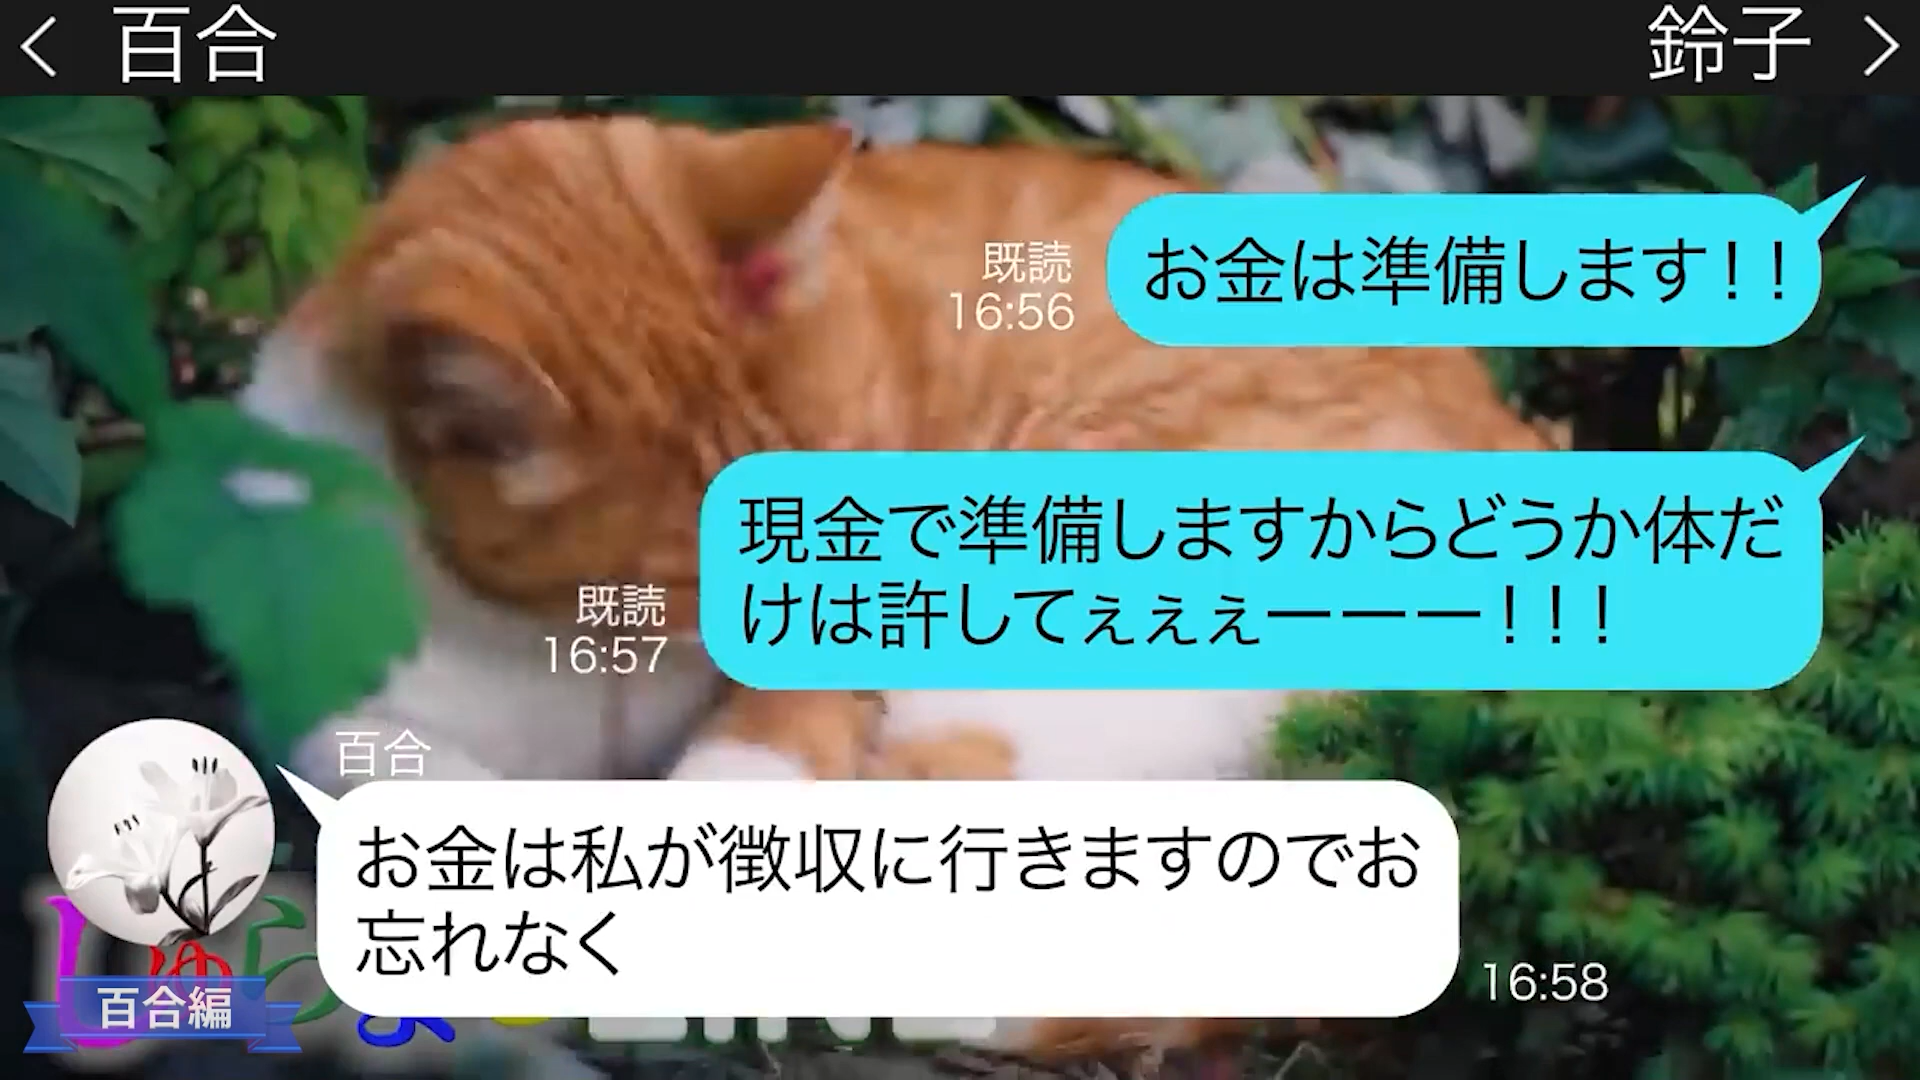 百合
鈴子
お金は準備します！！
既読
16:56
現金で準備しますからどうか体だ
けは許してぇぇぇーーー！！！
既読
16:57
百合
お金は私が徴収に行きますのでお
忘れなく
16:58
百合編